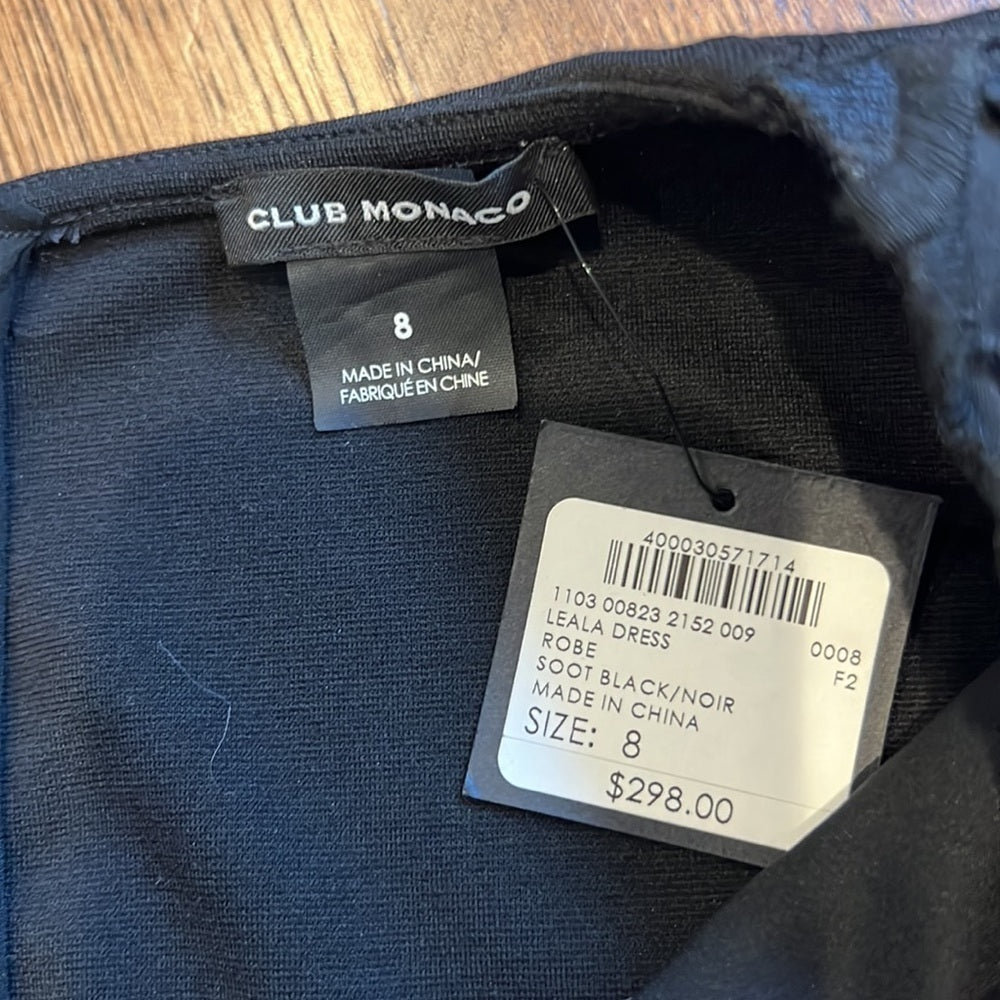 CLUB MONACO
8
MADE IN CHINA/
FABRIQUÉ EN CHINE
400030571714
1103 00823 2152 009
LEALA DRESS 0008
ROBE F2
SOOT BLACK/NOIR
MADE IN CHINA
SIZE: 8
$298.00